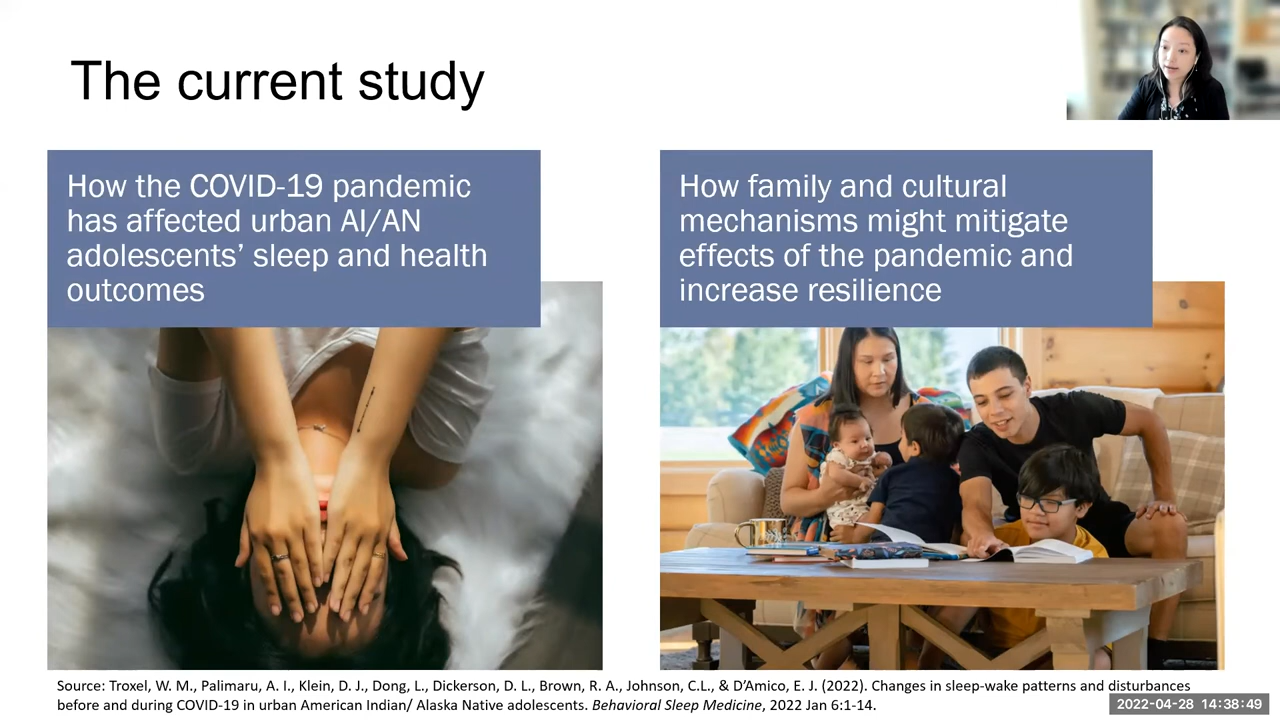 The current study
How the COVID-19 pandemic
has affected urban AI/AN
adolescents’ sleep and health
outcomes
How family and cultural
mechanisms might mitigate
effects of the pandemic and
increase resilience
Source: Troxel, W. M., Palimaru, A. I., Klein, D. J., Dong, L., Dickerson, D. L., Brown, R. A., Johnson, C.L., & D’Amico, E. J. (2022). Changes in sleep-wake patterns and disturbances
before and during COVID-19 in urban American Indian/ Alaska Native adolescents. Behavioral Sleep Medicine, 2022 Jan 6:1-14.
2022-04-28 14:38:49